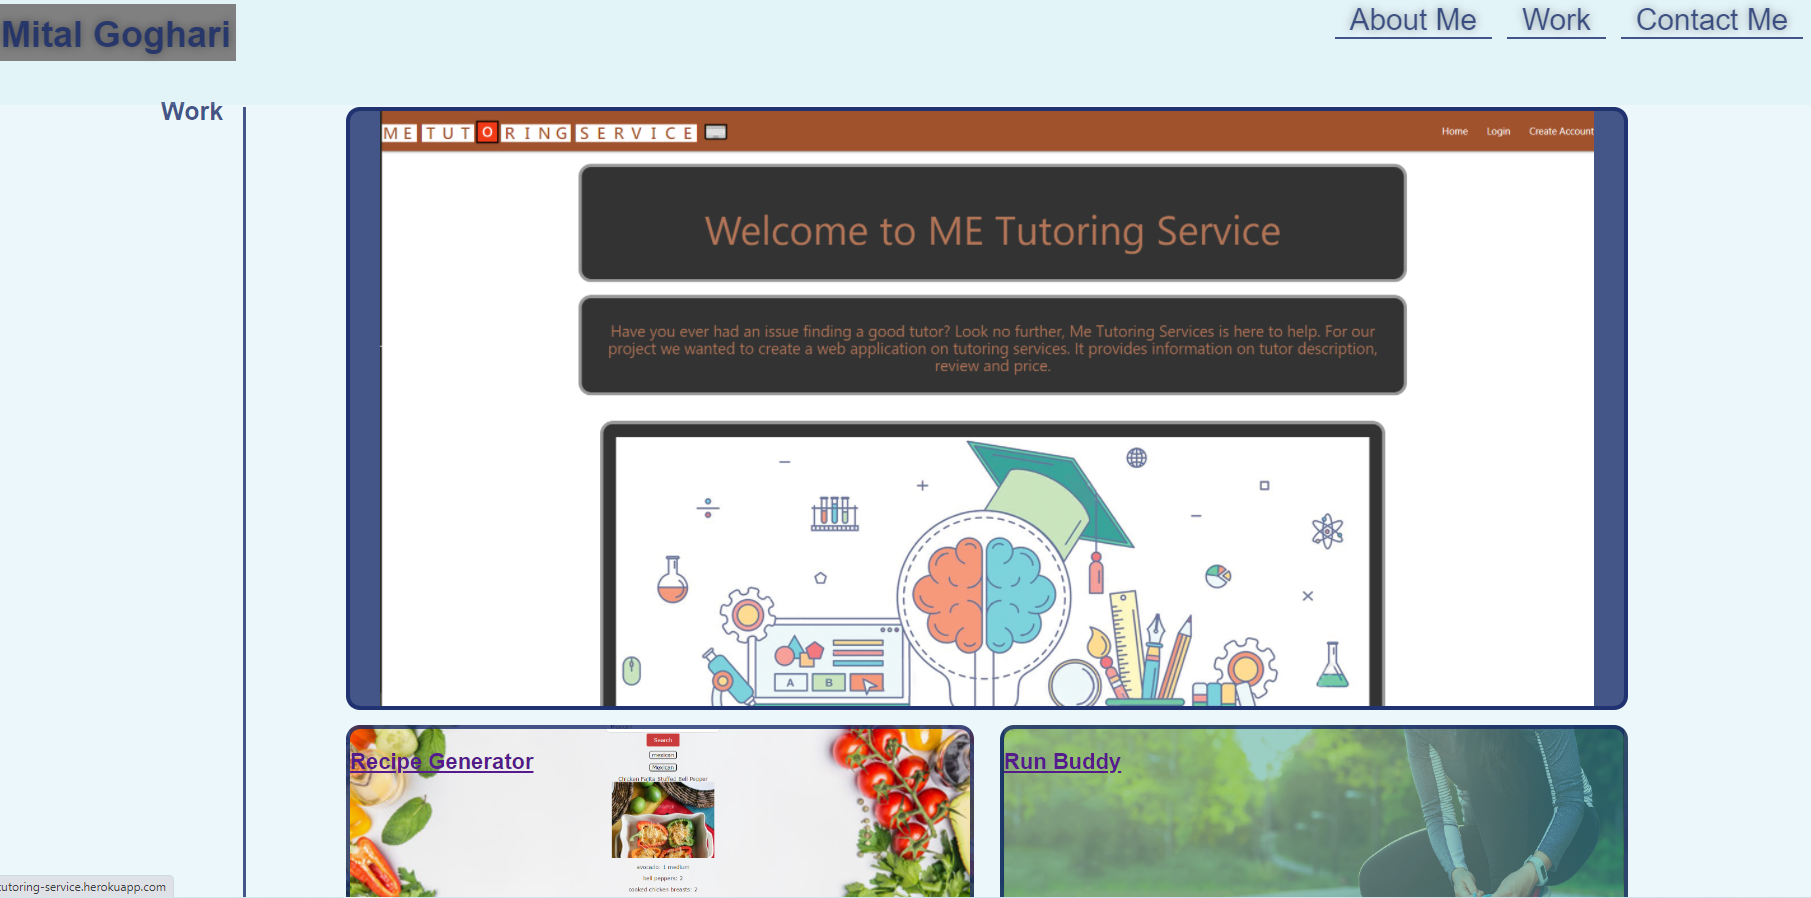 Mital Goghari
About Me
Work
Contact Me
Work
ME TUTORING SERVICE
Home
Login
Create Account
Welcome to ME Tutoring Service
Have you ever had an issue finding a good tutor? Look no further, Me Tutoring Services is here to help. For our
project we wanted to create a web application on tutoring services. It provides information on tutor description,
review and price.
A
B
Recipe Generator
Search
mexican
Mexican
Chicken Fajita Stuffed Bell Pepper
avocado: 1 medium
bell peppers: 2
cooked chicken breasts: 2
Run Buddy
utoring-service.herokuapp.com